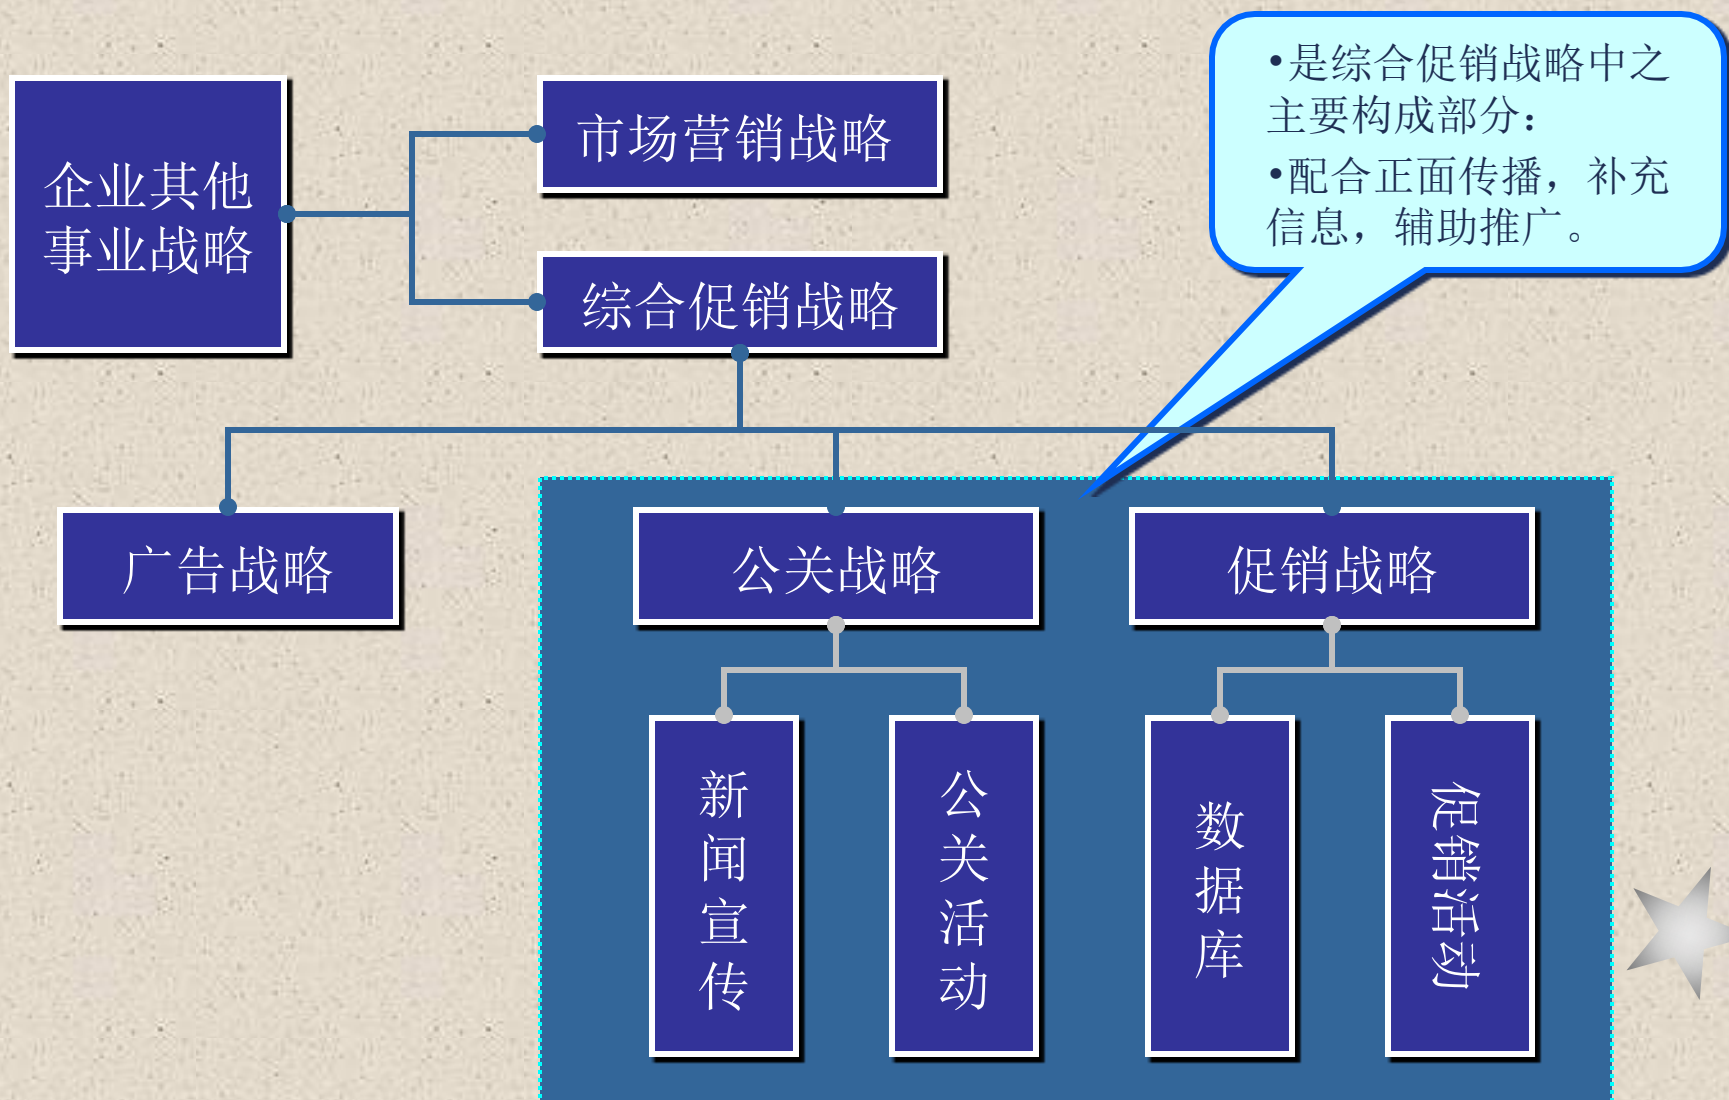 企业其他
事业战略
市场营销战略
综合促销战略
•是综合促销战略中之
主要构成部分：
•配合正面传播，补充
信息，辅助推广。
广告战略
公关战略
促销战略
新闻宣传
公关活动
数据库
促销活动